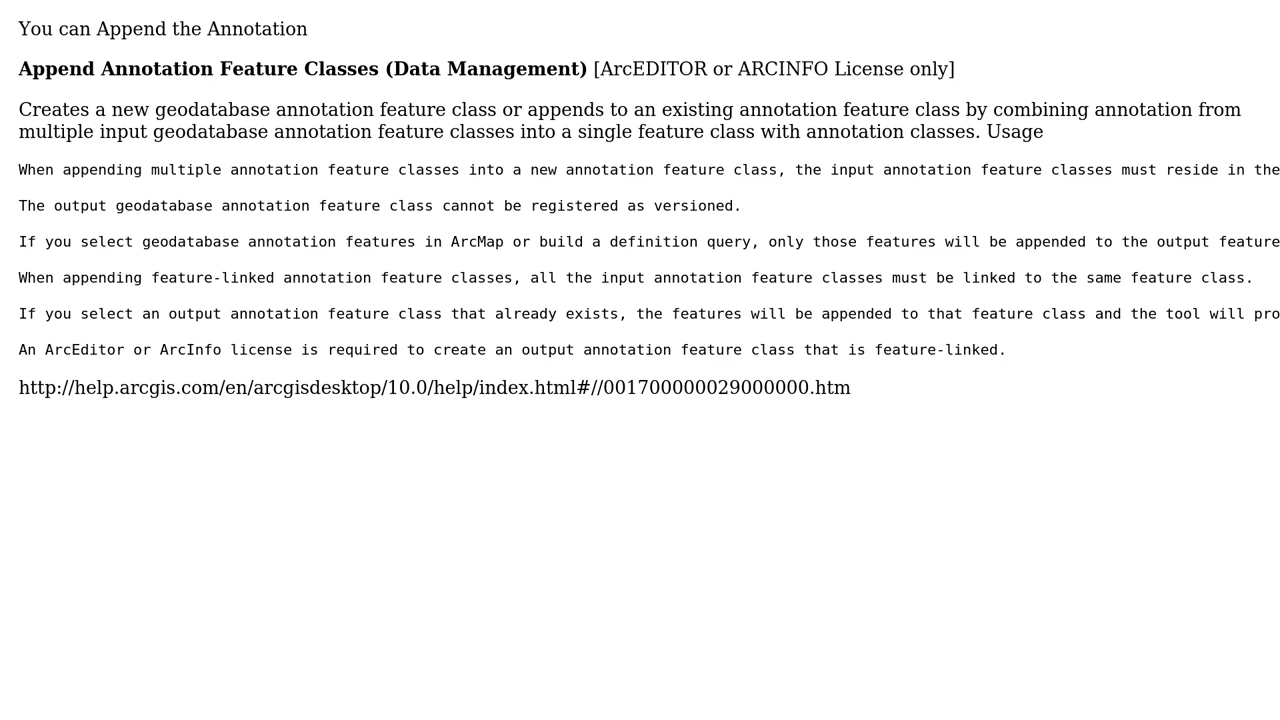 You can Append the Annotation
Append Annotation Feature Classes (Data Management) [ArcEDITOR or ARCINFO License only]
Creates a new geodatabase annotation feature class or appends to an existing annotation feature class by combining annotation from
multiple input geodatabase annotation feature classes into a single feature class with annotation classes. Usage
When appending multiple annotation feature classes into a new annotation feature class, the input annotation feature classes must reside in the
The output geodatabase annotation feature class cannot be registered as versioned.
If you select geodatabase annotation features in ArcMap or build a definition query, only those features will be appended to the output feature
When appending feature-linked annotation feature classes, all the input annotation feature classes must be linked to the same feature class.
If you select an output annotation feature class that already exists, the features will be appended to that feature class and the tool will pro
An ArcEditor or ArcInfo license is required to create an output annotation feature class that is feature-linked.
http://help.arcgis.com/en/arcgisdesktop/10.0/help/index.html#//001700000029000000.htm